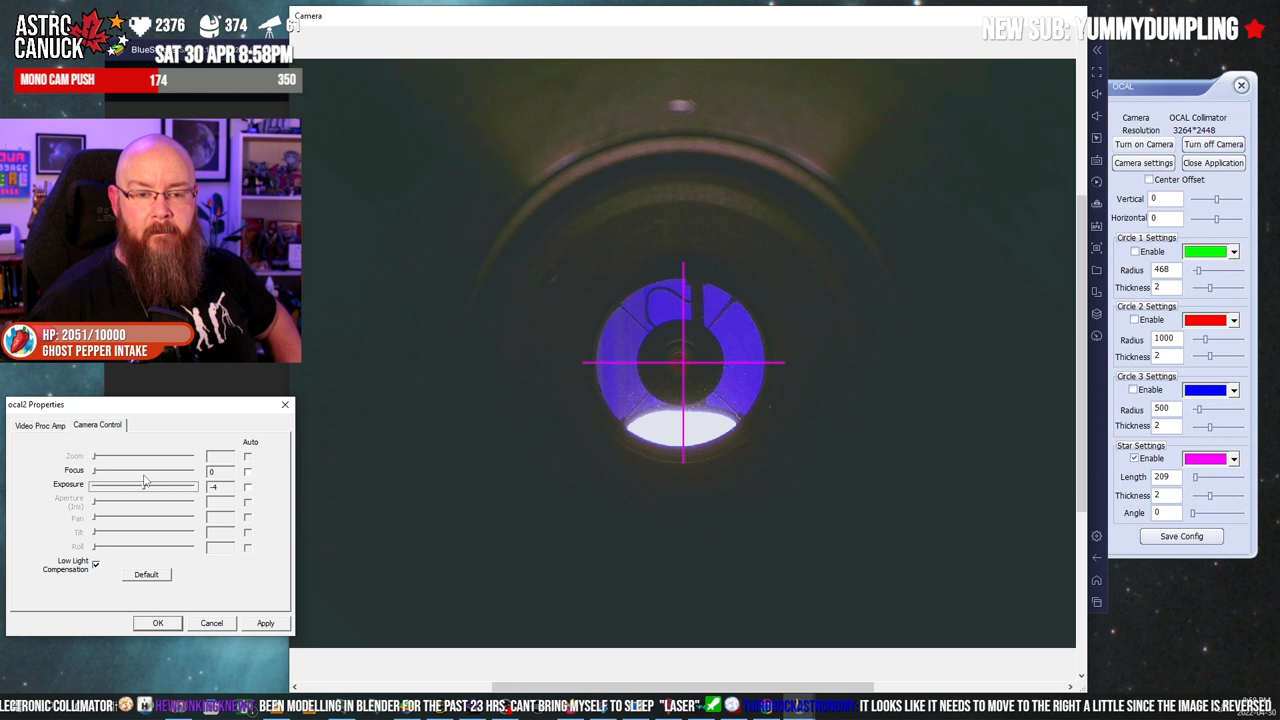 ASTRO
CANUCK
2376
374
61
BlueS
SAT 30 APR 8:58PM
MONO CAM PUSH 174 350
Camera
NEW SUB: YUMMYDUMPLING
HP: 2051/10000
GHOST PEPPER INTAKE
ocal2 Properties
Video Proc Amp Camera Control
Auto
Zoom
Focus 0
Exposure -4
Aperture
(Iris)
Pan
Tilt
Roll
Low Light
Compensation
Default
OK Cancel Apply
OCAL
Camera OCAL Collimator
Resolution 3264*2448
Turn on Camera Turn off Camera
Camera settings Close Application
Center Offset
Vertical 0
Horizontal 0
Circle 1 Settings
Enable
Radius 468
Thickness 2
Circle 2 Settings
Enable
Radius 1000
Thickness 2
Circle 3 Settings
Enable
Radius 500
Thickness 2
Star Settings
Enable
Length 209
Thickness 2
Angle 0
Save Config
LECTRONIC COLLIMATOR BEEN MODELLING IN BLENDER FOR THE PAST 23 HRS, CANT BRING MYSELF TO SLEEP "LASER" IT LOOKS LIKE IT NEEDS TO MOVE TO THE RIGHT A LITTLE SINCE THE IMAGE IS REVERSED
2022-04-30